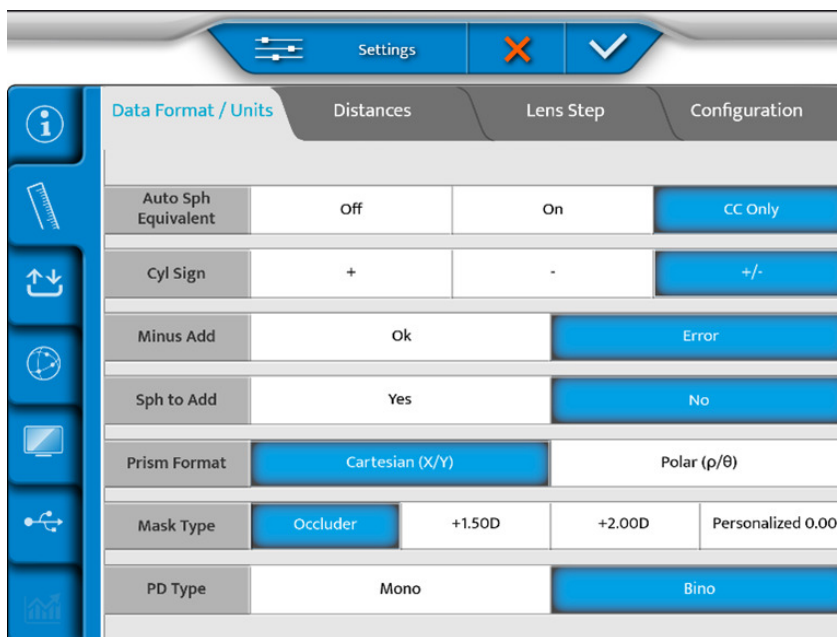 Settings
Data Format / Units Distances Lens Step Configuration
Auto Sph
Equivalent Off On CC Only
Cyl Sign + - +/-
Minus Add Ok Error
Sph to Add Yes No
Prism Format Cartesian (X/Y) Polar (ρ/θ)
Mask Type Occluder +1.50D +2.00D Personalized 0.00
PD Type Mono Bino